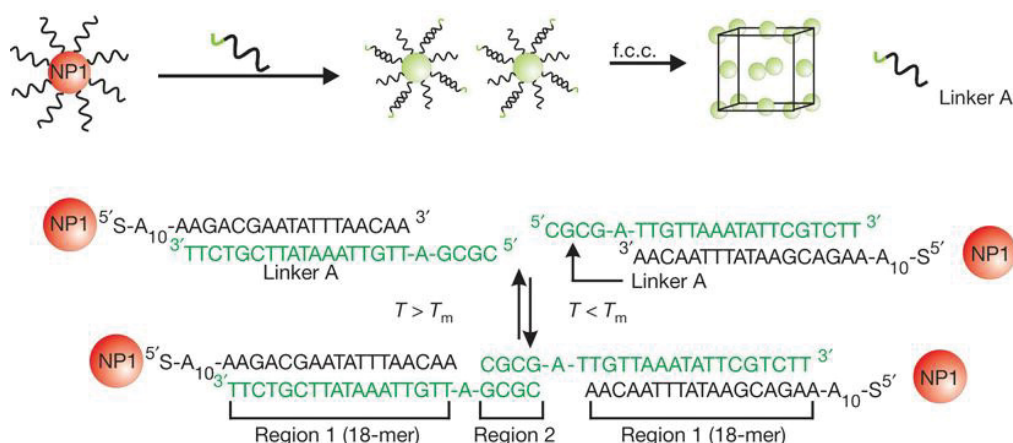 NP1
f.c.c.
Linker A
NP1
5′S-A10-AAGACGAATATTTAACAA 3′
3′TTCTGCTTATAAATTGTT-A-GCGC 5′
Linker A
5′ CGCG-A-TTGTTAAATATTCGTCTT 3′
3′AACAATTTATAAGCAGAA-A10-S5′
Linker A
NP1
T > Tm
T < Tm
NP1
5′S-A10-AAGACGAATATTTAACAA CGCG-A-TTGTTAAATATTCGTCTT 3′
3′TTCTGCTTATAAATTGTT-A-GCGC AACAATTTATAAGCAGAA-A10-S5′
NP1
Region 1 (18-mer) Region 2 Region 1 (18-mer)